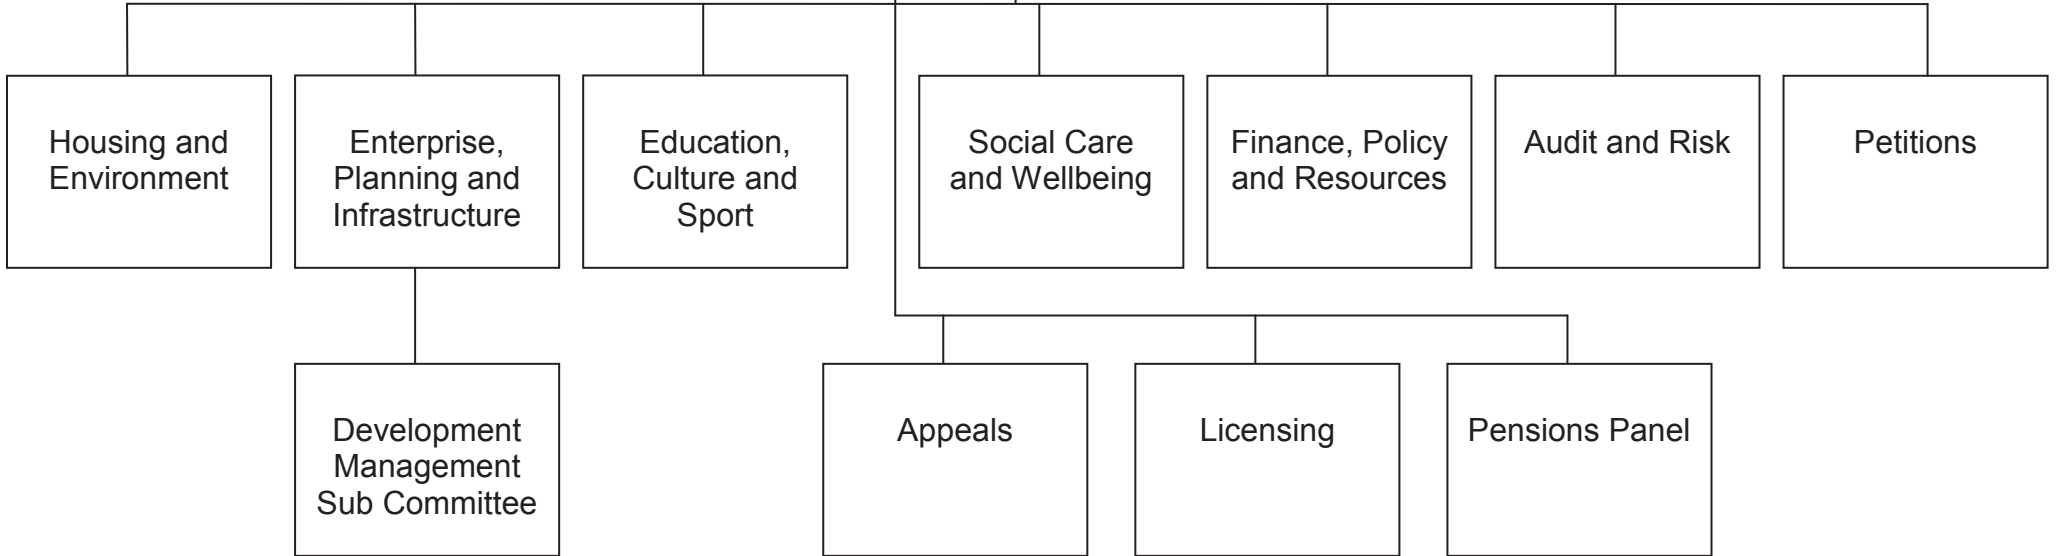 Housing and
Environment
Enterprise,
Planning and
Infrastructure
Education,
Culture and
Sport
Social Care
and Wellbeing
Finance, Policy
and Resources
Audit and Risk
Petitions
Development
Management
Sub Committee
Appeals
Licensing
Pensions Panel